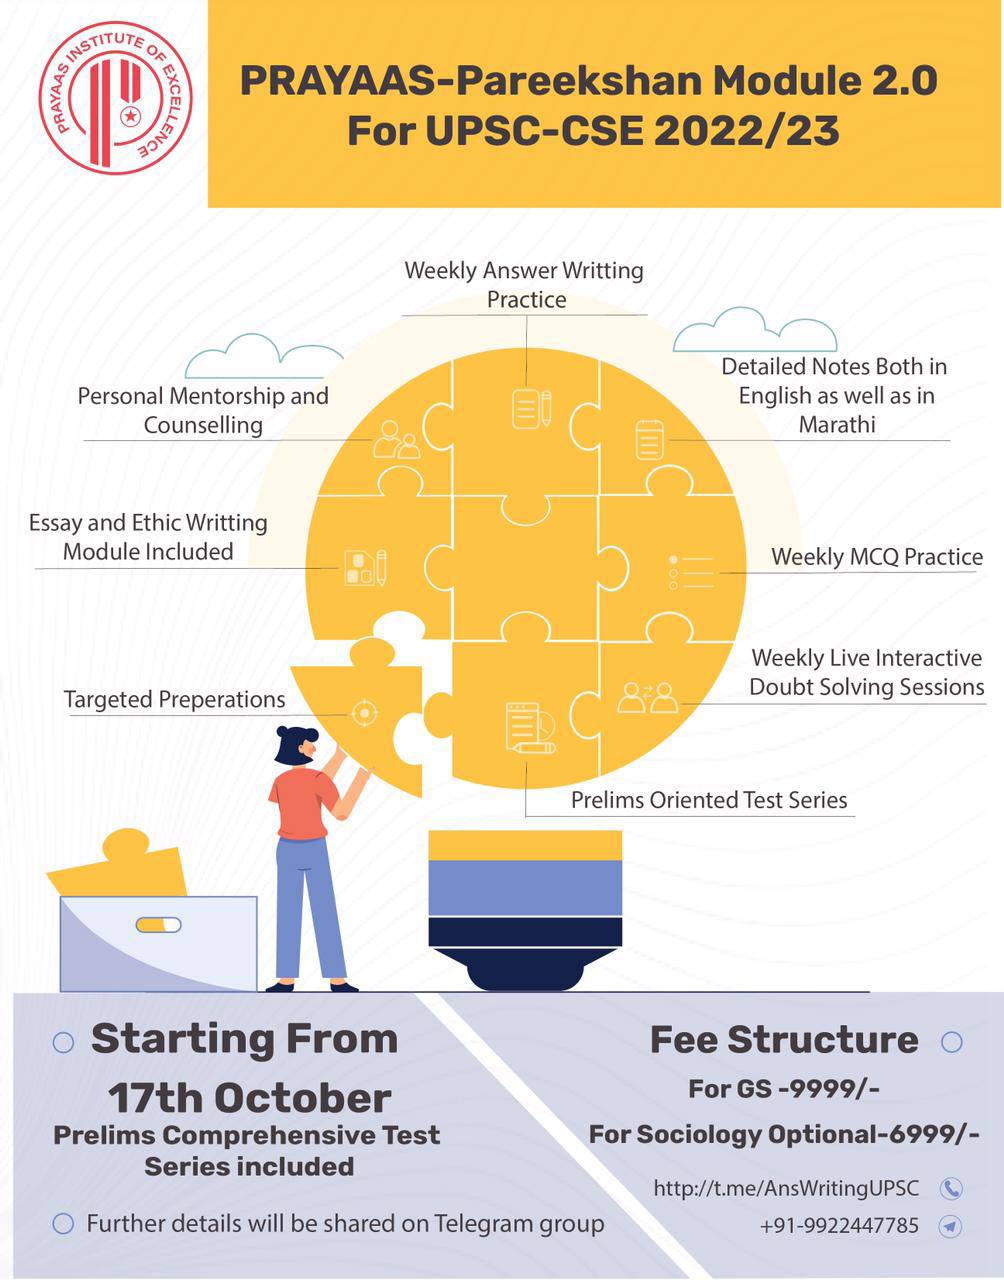 PRAYAAS INSTITUTE OF EXCELLENCE
PRAYAAS-Pareekshan Module 2.0
For UPSC-CSE 2022/23
Weekly Answer Writting
Practice
Personal Mentorship and
Counselling
Detailed Notes Both in
English as well as in
Marathi
Essay and Ethic Writting
Module Included
Weekly MCQ Practice
Targeted Preperations
Weekly Live Interactive
Doubt Solving Sessions
Prelims Oriented Test Series
Starting From
17th October
Prelims Comprehensive Test
Series included
Further details will be shared on Telegram group
Fee Structure
For GS -9999/-
For Sociology Optional-6999/-
http://t.me/AnsWritingUPSC
+91-9922447785